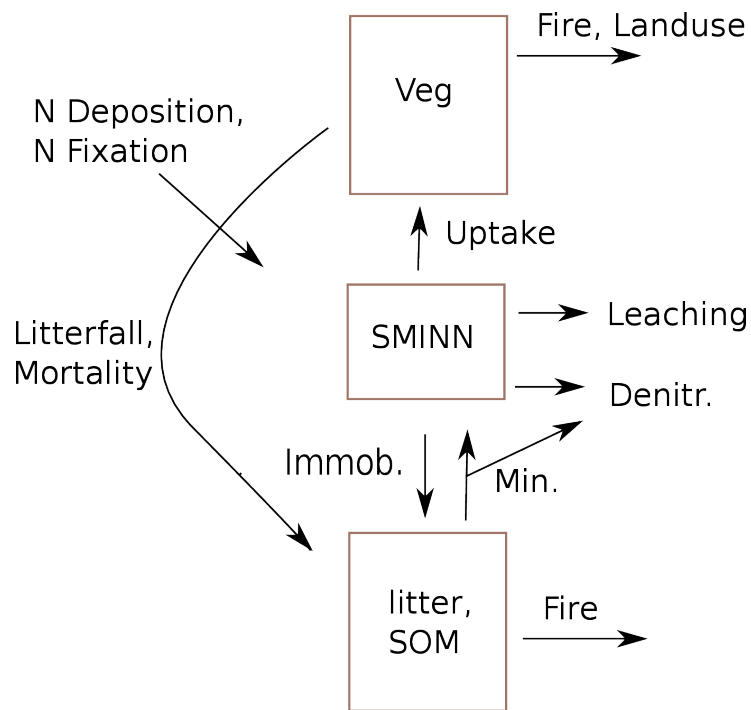 Fire, Landuse
Veg
N Deposition,
N Fixation
Uptake
Leaching
SMINN
Litterfall,
Mortality
Denitr.
Immob.
Min.
litter,
SOM
Fire